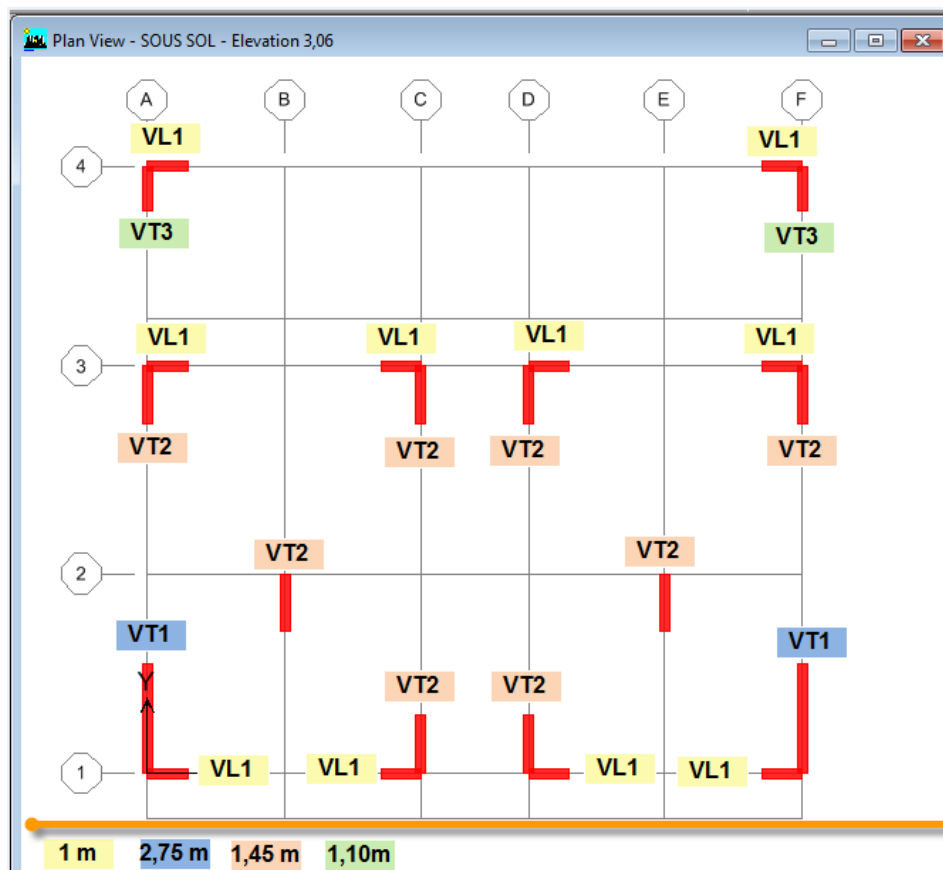 Plan View - SOUS SOL - Elevation 3,06
A B C D E F
VL1 VL1
4
VT3 VT3
VL1 VL1 VL1 VL1
3
VT2 VT2 VT2 VT2
VT2 VT2
2
VT1 VT1
Y
VT2 VT2
1 VL1 VL1 VL1 VL1
1 m 2,75 m 1,45 m 1,10m